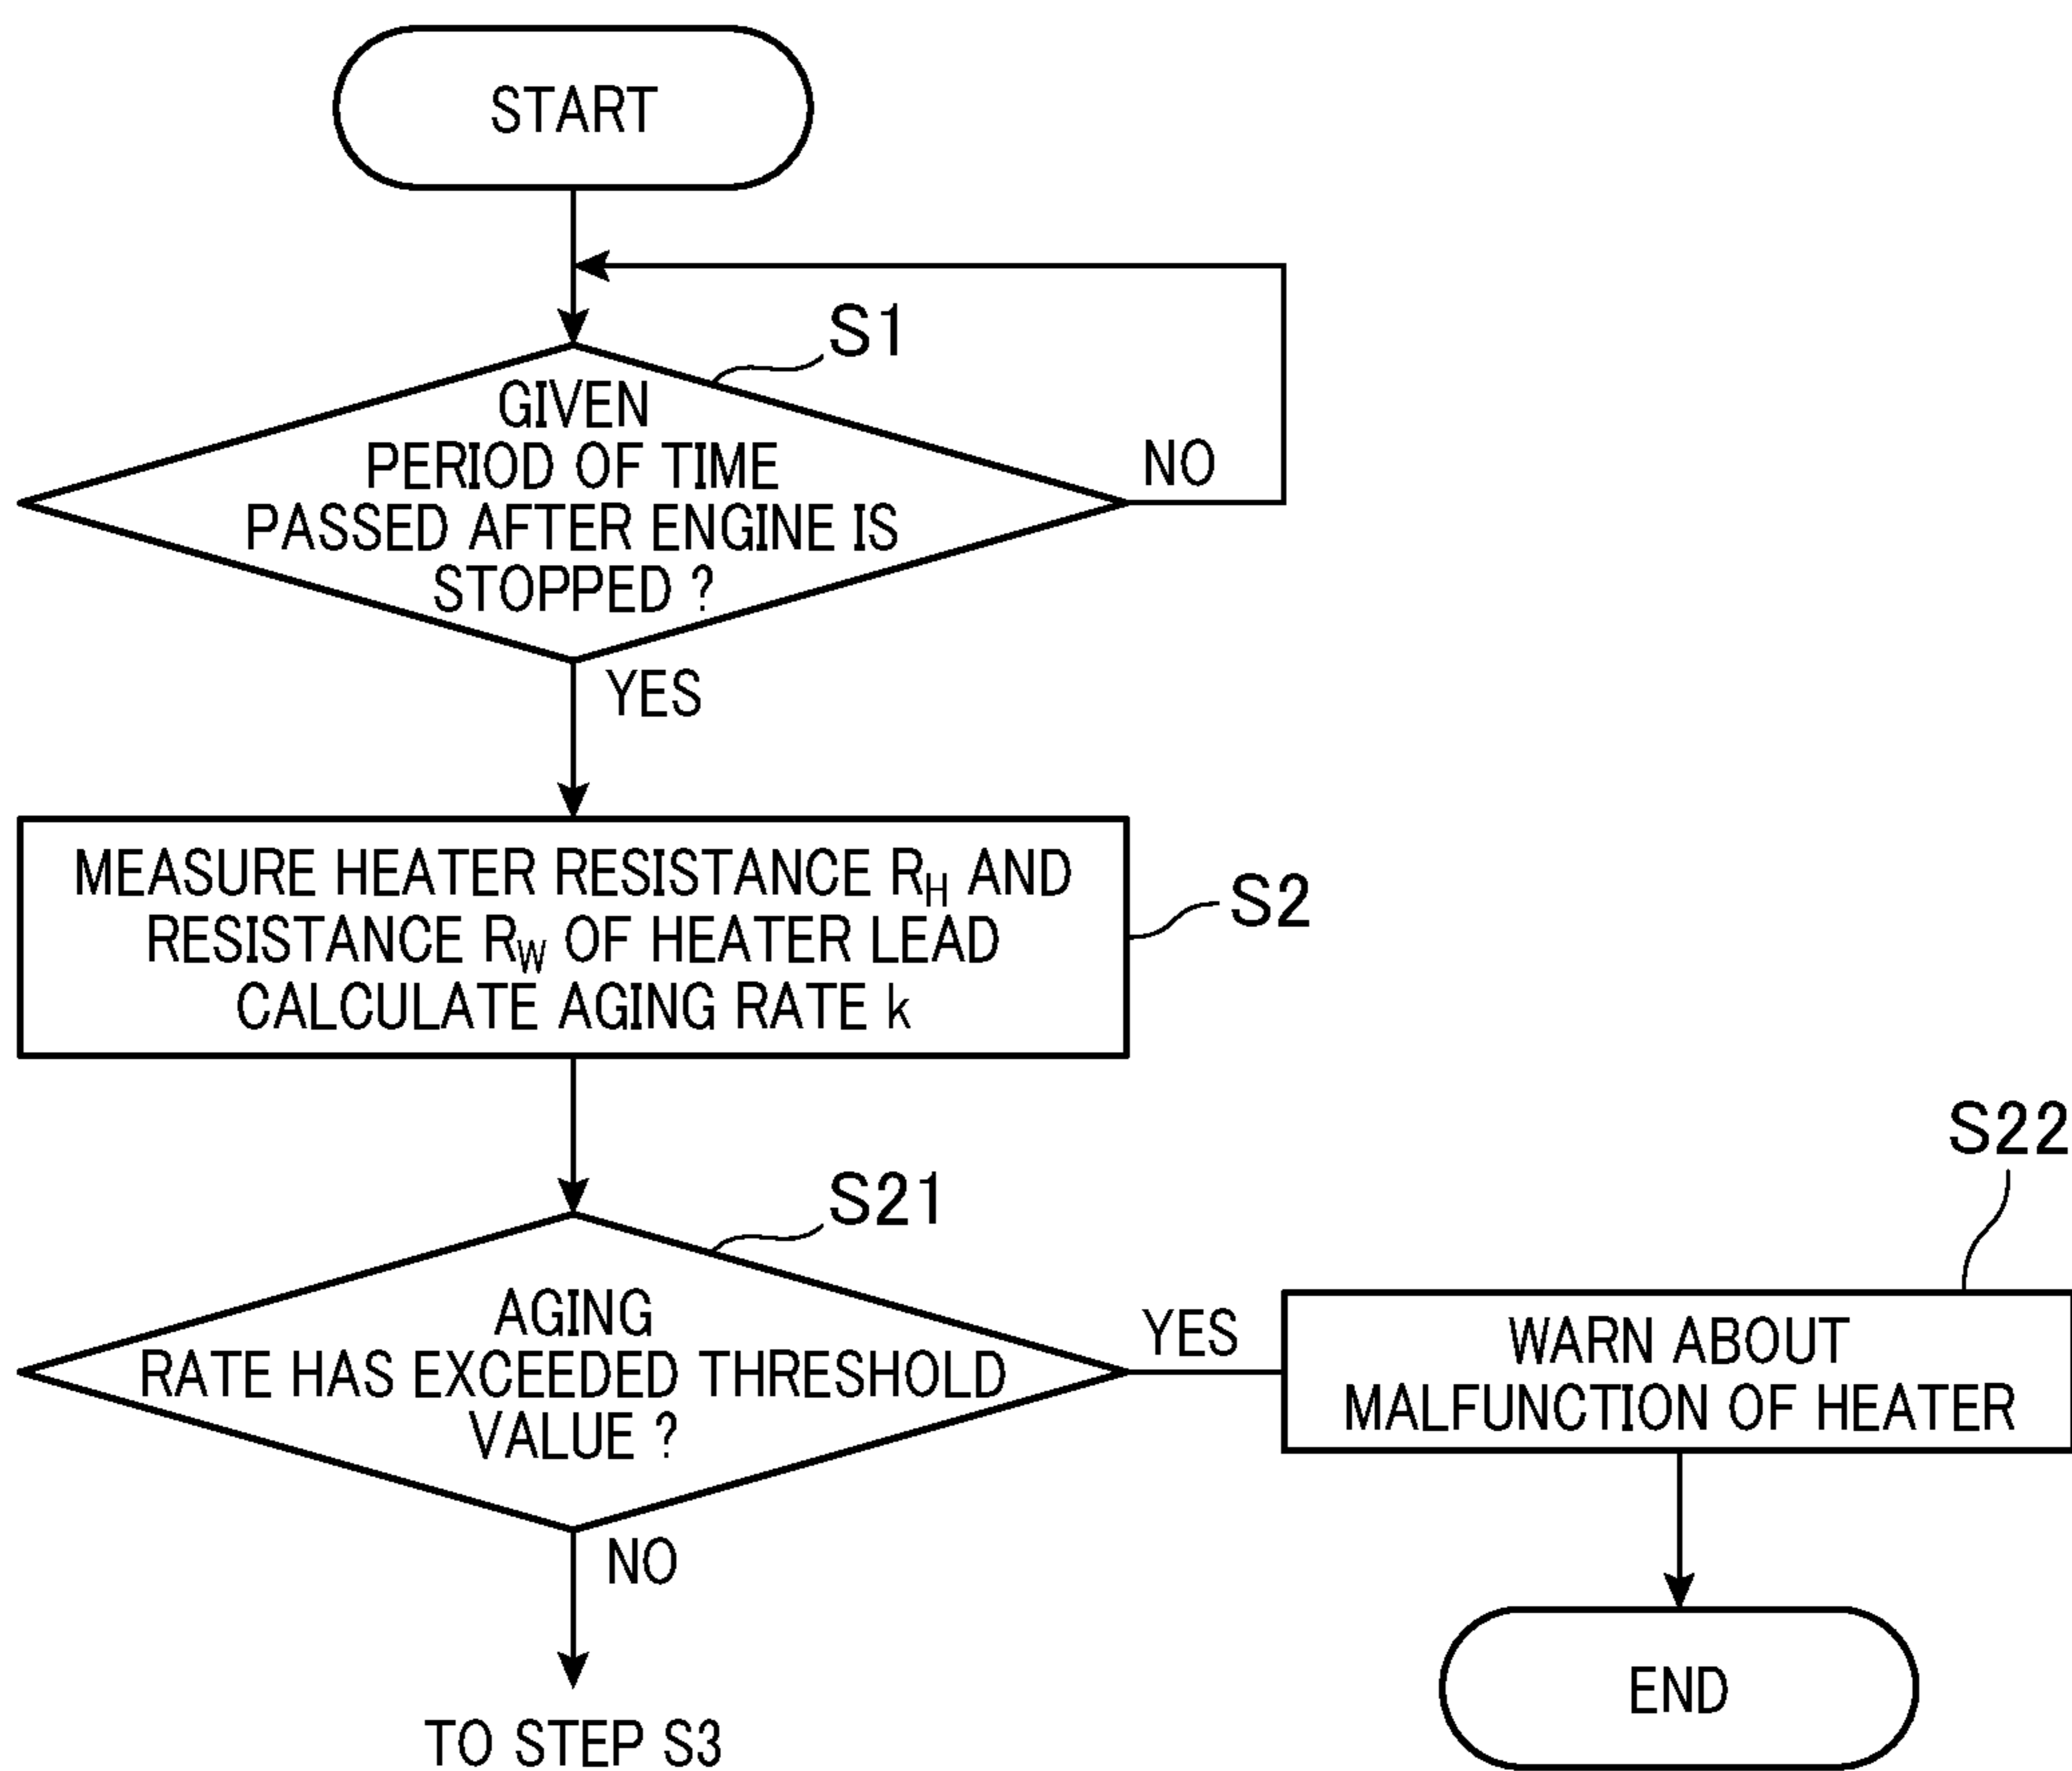 START
S1
GIVEN
PERIOD OF TIME
PASSED AFTER ENGINE IS
STOPPED ?
NO
YES
MEASURE HEATER RESISTANCE RH AND
RESISTANCE RW OF HEATER LEAD
CALCULATE AGING RATE k
S2
S21
AGING
RATE HAS EXCEEDED THRESHOLD
VALUE ?
YES
S22
WARN ABOUT
MALFUNCTION OF HEATER
NO
TO STEP S3
END